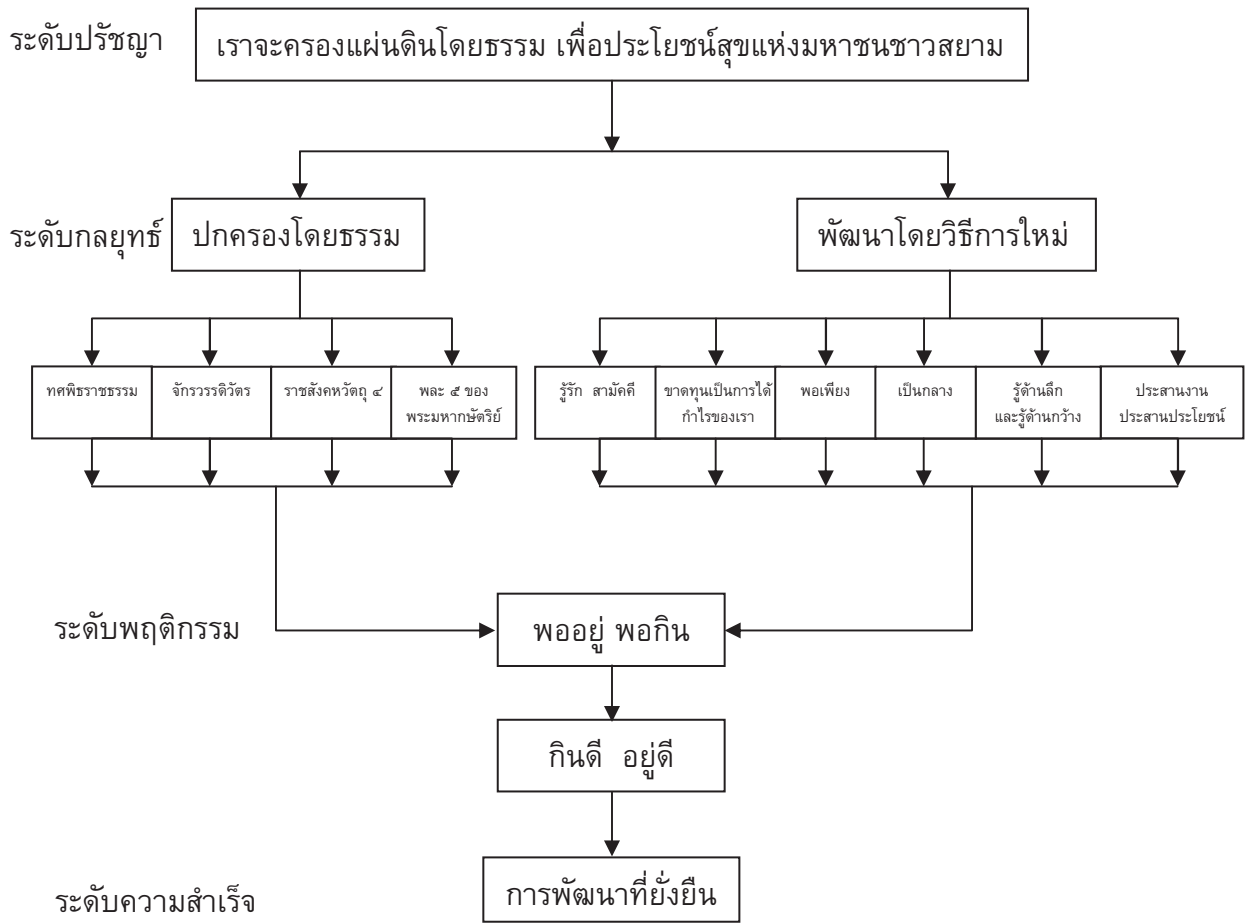 ระดับปรัชญา
เราจะครองแผ่นดินโดยธรรม เพื่อประโยชน์สุขแห่งมหาชนชาวสยาม
ระดับกลยุทธ์
ปกครองโดยธรรม
พัฒนาโดยวิธีการใหม่
ทศพิธราชธรรม
จักรวรรดิวัตร
ราชสังคหวัตถุ ๔
พละ ๕ ของ
พระมหากษัตริย์
รู้รัก สามัคคี
ขาดทุนเป็นการได้
กำไรของเรา
พอเพียง
เป็นกลาง
รู้ด้านลึก
และรู้ด้านกว้าง
ประสานงาน
ประสานประโยชน์
ระดับพฤติกรรม
พออยู่ พอกิน
กินดี อยู่ดี
การพัฒนาที่ยั่งยืน
ระดับความสำเร็จ